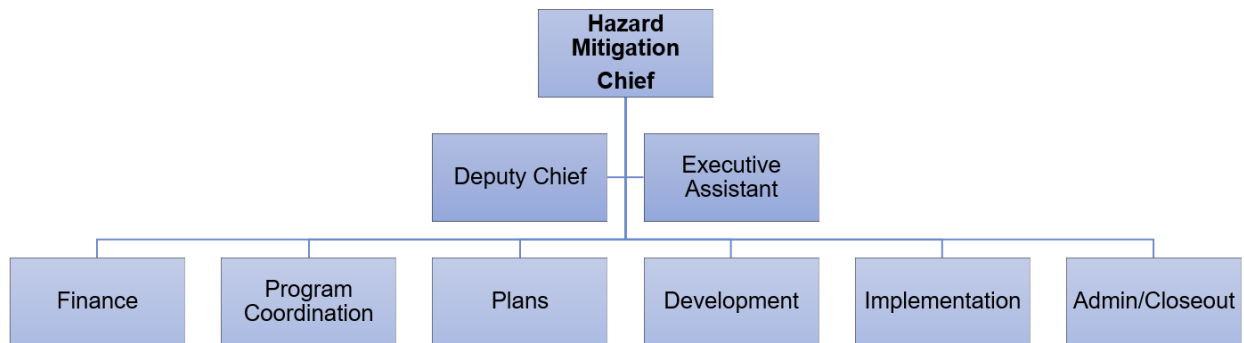 Hazard
Mitigation
Chief
Deputy Chief
Executive
Assistant
Finance
Program
Coordination
Plans
Development
Implementation
Admin/Closeout